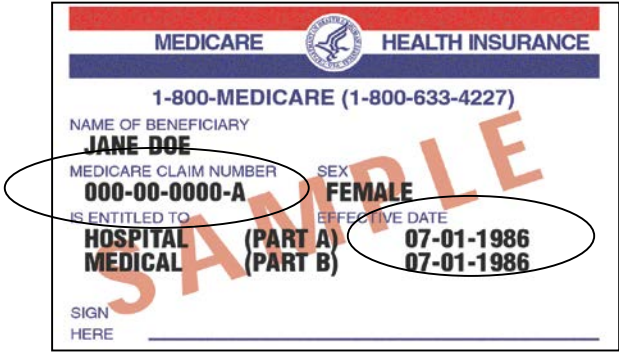 MEDICARE HEALTH INSURANCE
1-800-MEDICARE (1-800-633-4227)
NAME OF BENEFICIARY
JANE DOE
MEDICARE CLAIM NUMBER SEX
000-00-0000-A FEMALE
IS ENTITLED TO EFFECTIVE DATE
HOSPITAL (PART A) 07-01-1986
MEDICAL (PART B) 07-01-1986
SAMPLE
SIGN
HERE